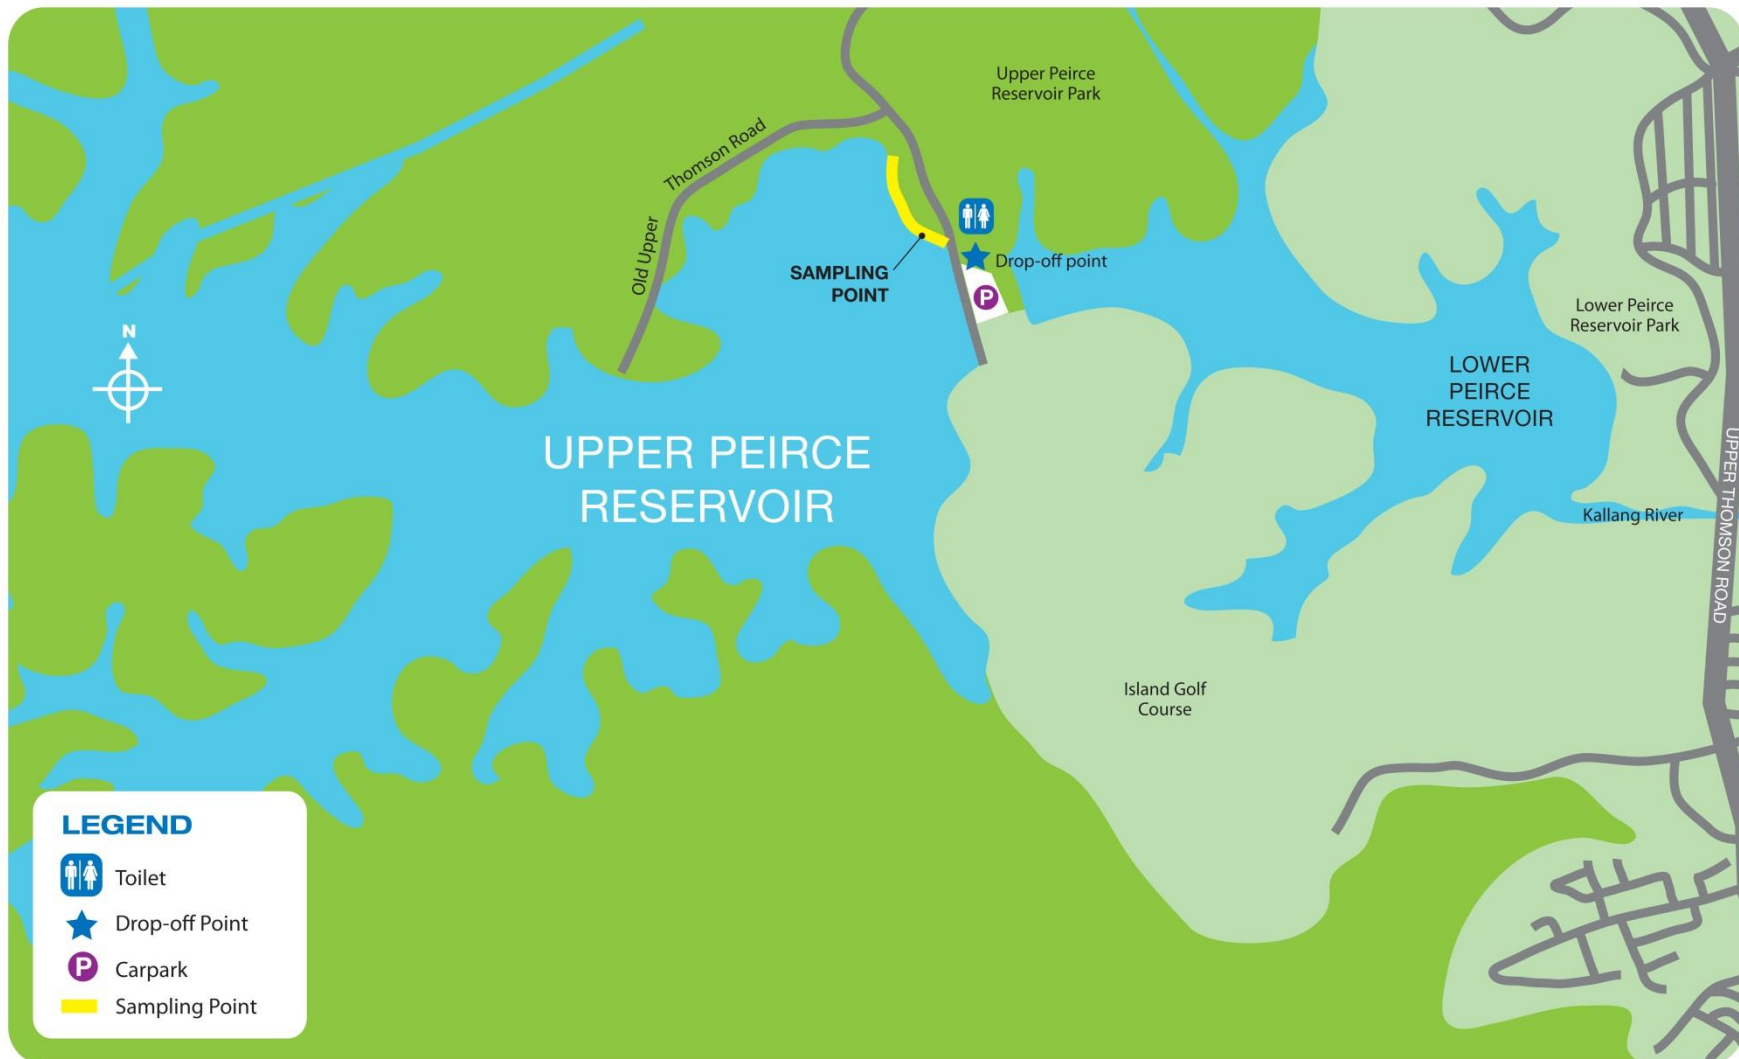 Upper Peirce
Reservoir Park
Old Upper
Thomson Road
SAMPLING
POINT
Drop-off point
P
Lower Peirce
Reservoir Park
LOWER
PEIRCE
RESERVOIR
N
UPPER PEIRCE
RESERVOIR
Kallang River
UPPER THOMSON ROAD
Island Golf
Course
LEGEND
Toilet
Drop-off Point
P Carpark
Sampling Point